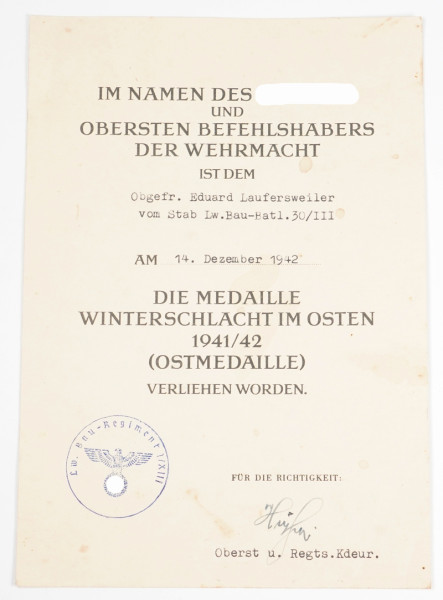 IM NAMEN DES
UND
OBERSTEN BEFEHLSHABERS
DER WEHRMACHT
IST DEM
Obgefr. Eduard Laufersweiler
vom Stab Lw.Bau-Batl.30/III
AM 14. Dezember 1942
DIE MEDAILLE
WINTERSCHLACHT IM OSTEN
1941/42
(OSTMEDAILLE)
VERLIEHEN WORDEN.
Lw. Bau-Regiment 1/XIII
FÜR DIE RICHTIGKEIT:
Oberst u. Regts.Kdeur.